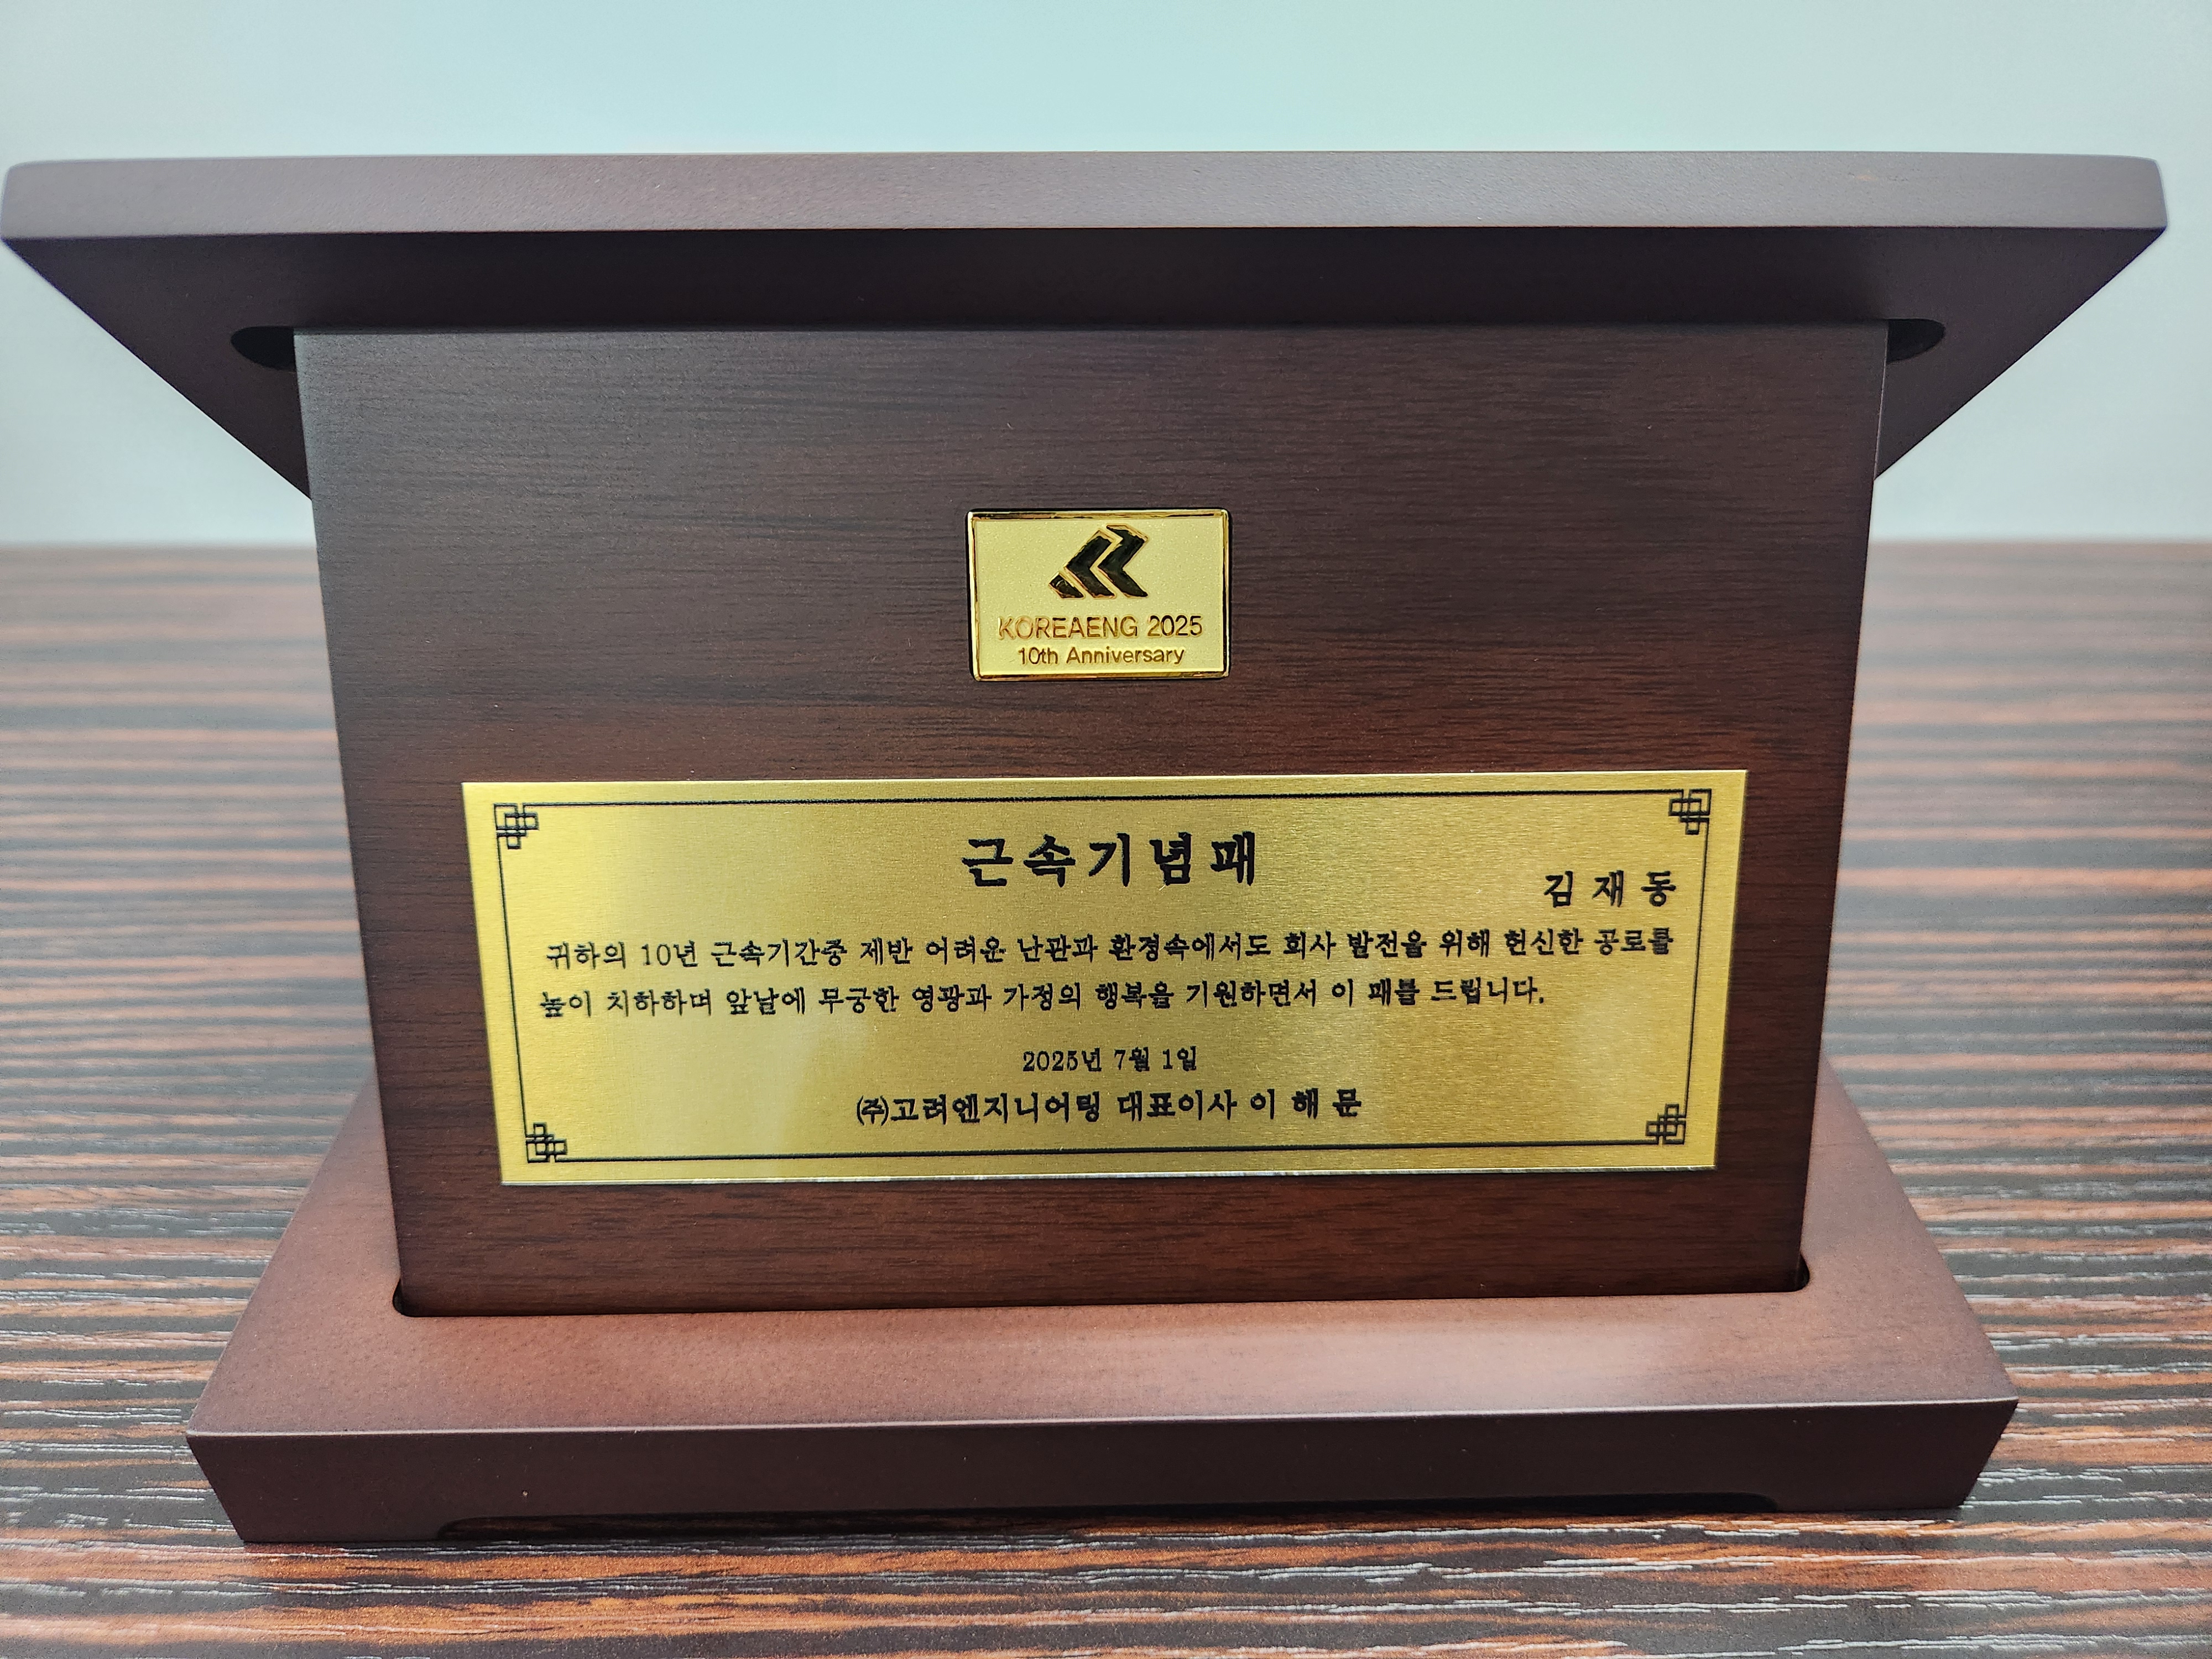 KOREAENG 2025
10th Anniversary
근속기념패
김 재 동
귀하의 10년 근속기간중 제반 어려운 난관과 환경속에서도 회사 발전을 위해 헌신한 공로를
높이 치하하며 앞날에 무궁한 영광과 가정의 행복을 기원하면서 이 패를 드립니다.
2025년 7월 1일
㈜고려엔지니어링 대표이사 이 해 문